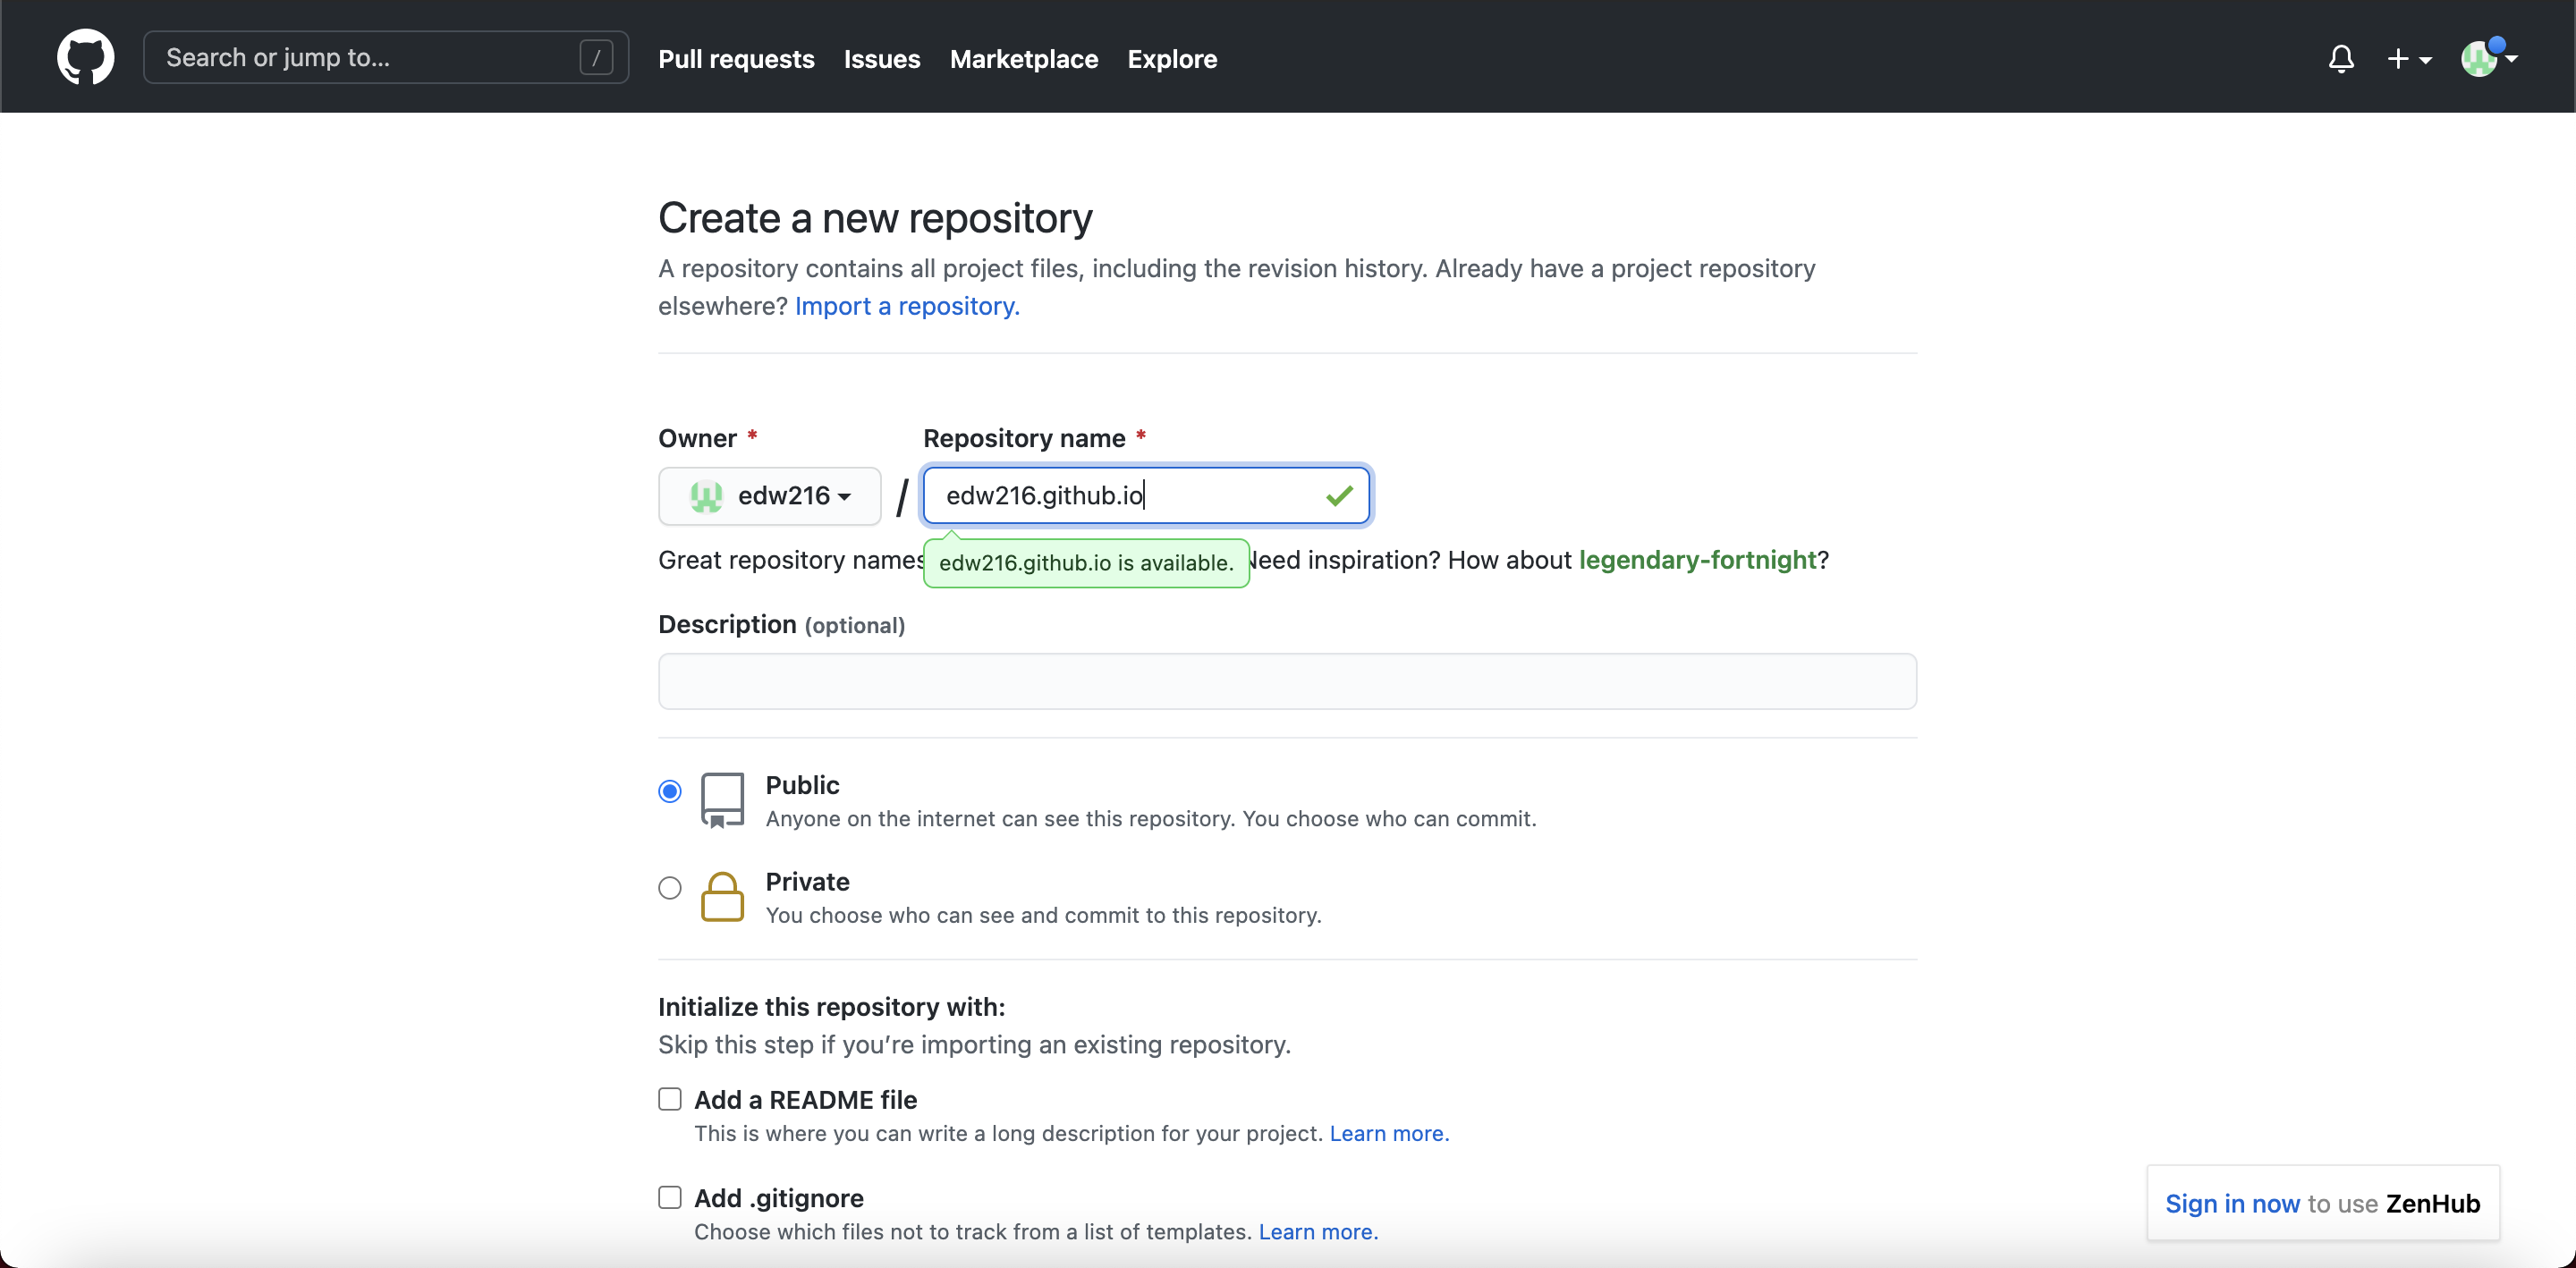 Search or jump to... /
Pull requests Issues Marketplace Explore
Create a new repository
A repository contains all project files, including the revision history. Already have a project repository
elsewhere? Import a repository.
Owner * Repository name *
edw216 / edw216.github.io
Great repository names Need inspiration? How about legendary-fortnight?
edw216.github.io is available.
Description (optional)
Public
Anyone on the internet can see this repository. You choose who can commit.
Private
You choose who can see and commit to this repository.
Initialize this repository with:
Skip this step if you’re importing an existing repository.
Add a README file
This is where you can write a long description for your project. Learn more.
Add .gitignore
Choose which files not to track from a list of templates. Learn more.
Sign in now to use ZenHub